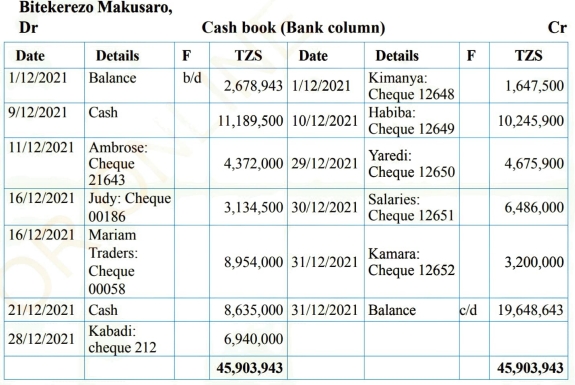 Bitekerezo Makusaro,
Dr Cash book (Bank column) Cr
Date Details F TZS Date Details F TZS
1/12/2021 Balance b/d 2,678,943 1/12/2021 Kimanya: Cheque 12648 1,647,500
9/12/2021 Cash 11,189,500 10/12/2021 Habiba: Cheque 12649 10,245,900
11/12/2021 Ambrose: Cheque 21643 4,372,000 29/12/2021 Yaredi: Cheque 12650 4,675,900
16/12/2021 Judy: Cheque 00186 3,134,500 30/12/2021 Salaries: Cheque 12651 6,486,000
16/12/2021 Mariam Traders: Cheque 00058 8,954,000 31/12/2021 Kamara: Cheque 12652 3,200,000
21/12/2021 Cash 8,635,000 31/12/2021 Balance c/d 19,648,643
28/12/2021 Kabadi: cheque 212 6,940,000
45,903,943 45,903,943